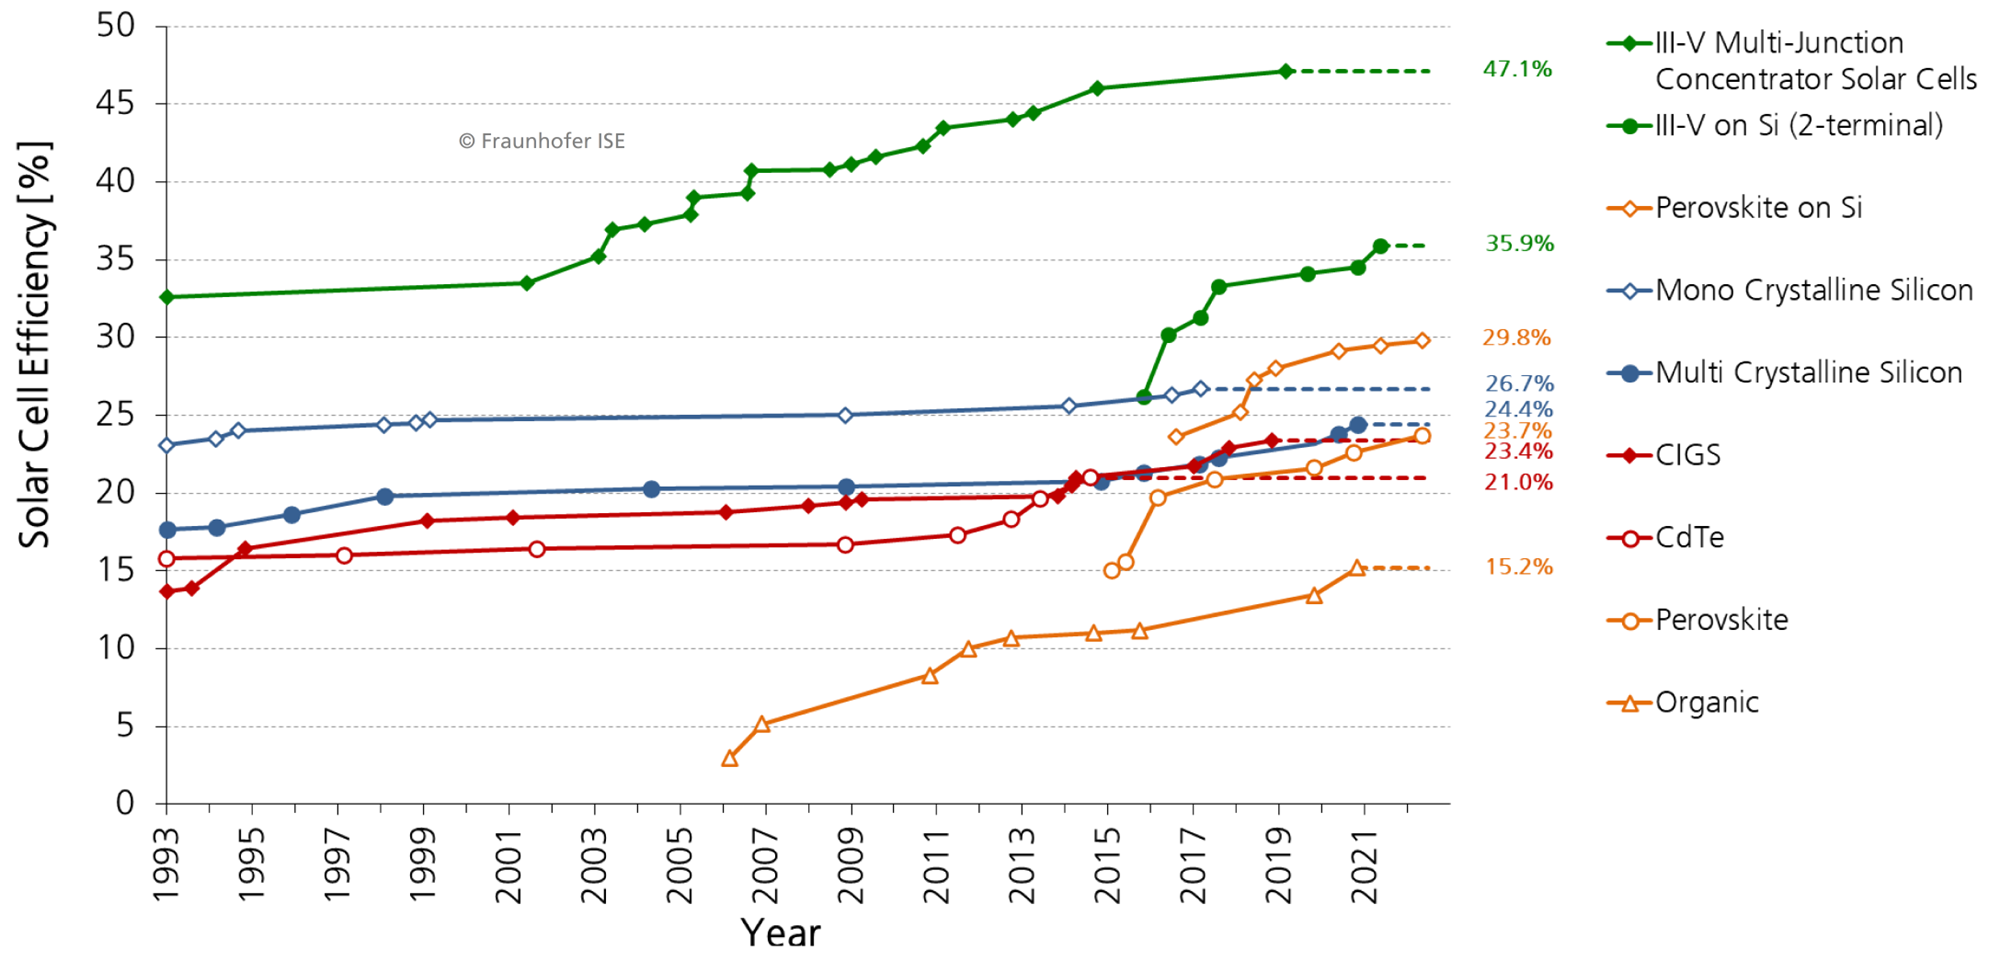 50
45
40
35
30
25
20
15
10
5
0
Solar Cell Efficiency [%]
© Fraunhofer ISE
47.1%
35.9%
29.8%
26.7%
24.4%
23.7%
23.4%
21.0%
15.2%
1993
1995
1997
1999
2001
2003
2005
2007
2009
2011
2013
2015
2017
2019
2021
Year
III-V Multi-Junction
Concentrator Solar Cells
III-V on Si (2-terminal)
Perovskite on Si
Mono Crystalline Silicon
Multi Crystalline Silicon
CIGS
CdTe
Perovskite
Organic